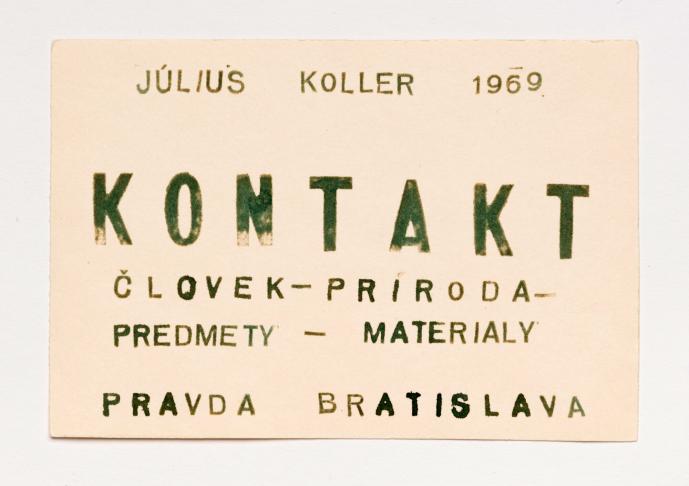 JÚLIUS KOLLER 1969
KONTAKT
ČLOVEK-PRÍRODA-
PREDMETY - MATERIALY
PRAVDA BRATISLAVA